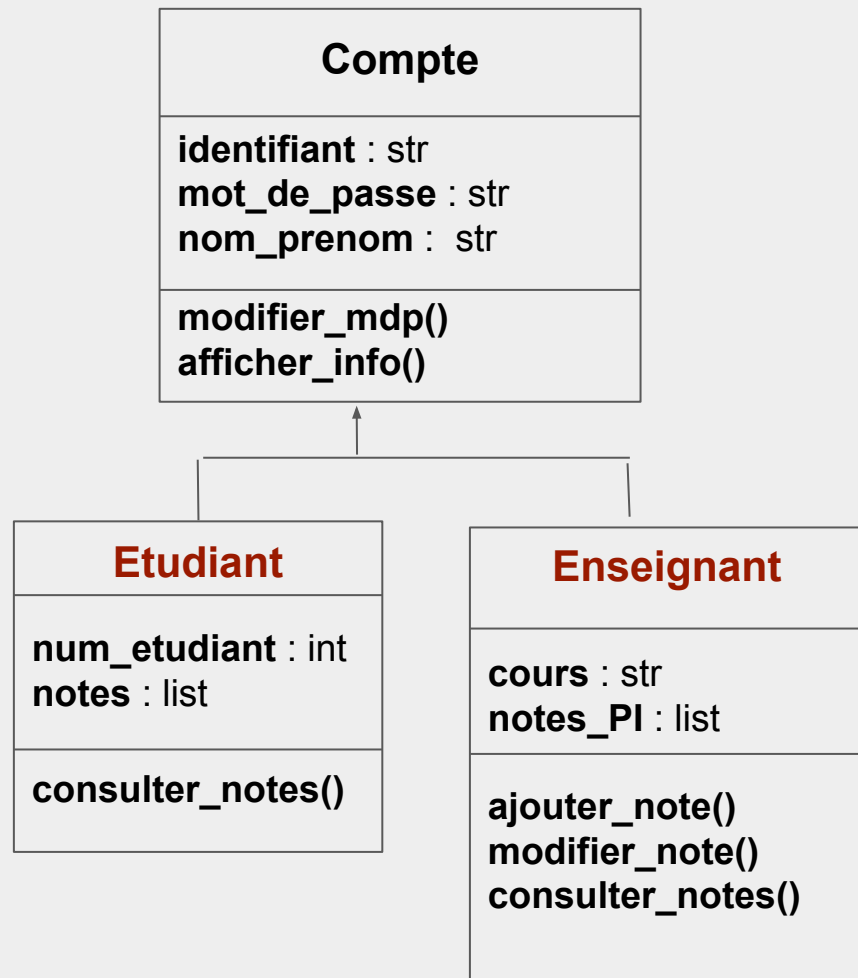 Compte
identifiant : str
mot_de_passe : str
nom_prenom :  str
modifier_mdp()
afficher_info()
Etudiant
num_etudiant : int
notes : list
consulter_notes()
Enseignant
cours : str
notes_PI : list
ajouter_note()
modifier_note()
consulter_notes()